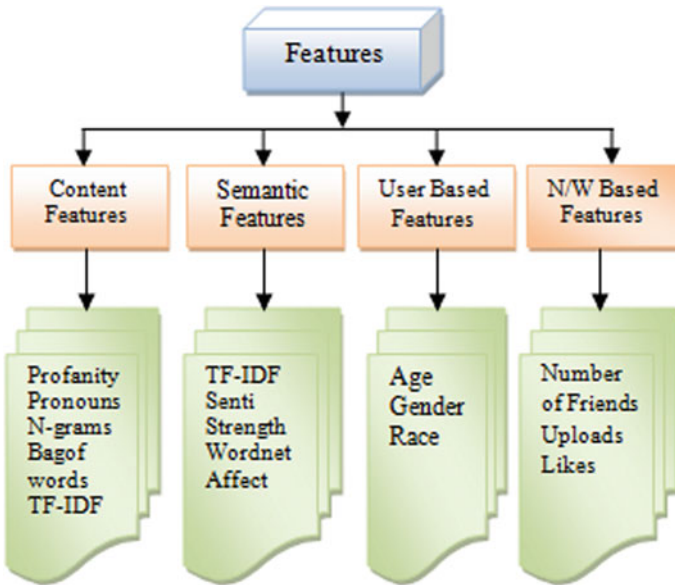 Features
Content
Features
Semantic
Features
User Based
Features
N/W Based
Features
Profanity
Pronouns
N-grams
Bagof
words
TF-IDF
TF-IDF
Senti
Strength
Wordnet
Affect
Age
Gender
Race
Number
of Friends
Uploads
Likes